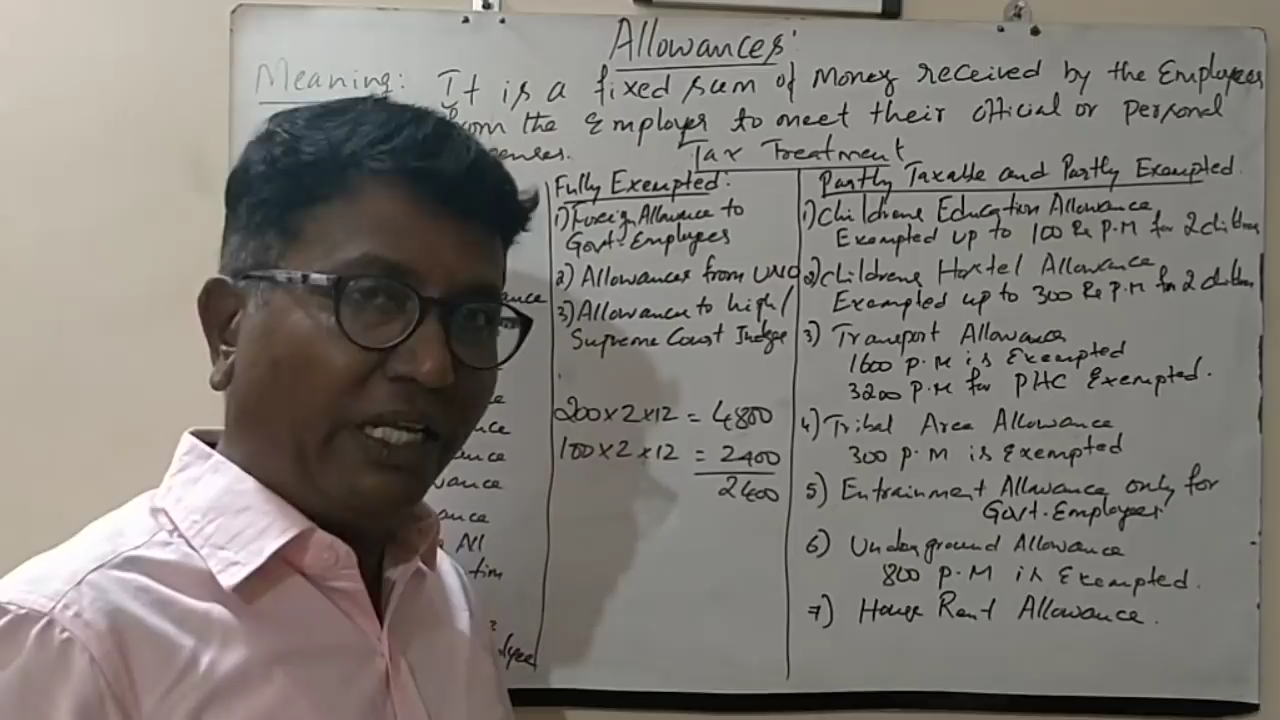 Allowances:
Meaning: It is a fixed sum of Money received by the Employees
from the Employer to meet their official or personal
Tax Treatment
Fully Exempted:
1) Foreign Allowance to
Govt. Employees
2) Allowances from UNO
3) Allowances to high/
Supreme Court Judge
200 x 2 x 12 = 4800
100 x 2 x 12 = 2400
2400
Partly Taxable and Partly Exempted.
1) Childrens Education Allowance
Exempted up to 100 Rs P.M for 2 children
2) Childrens Hostel Allowance
Exempted up to 300 Rs P.M for 2 children
3) Transport Allowance
1600 P.M is Exempted
3200 P.M for PHC Exempted.
4) Tribal Area Allowance
300 P.M is Exempted
5) Entrainment Allowance only for
Govt. Employees
6) Underground Allowance
800 P.M is Exempted.
7) House Rent Allowance.